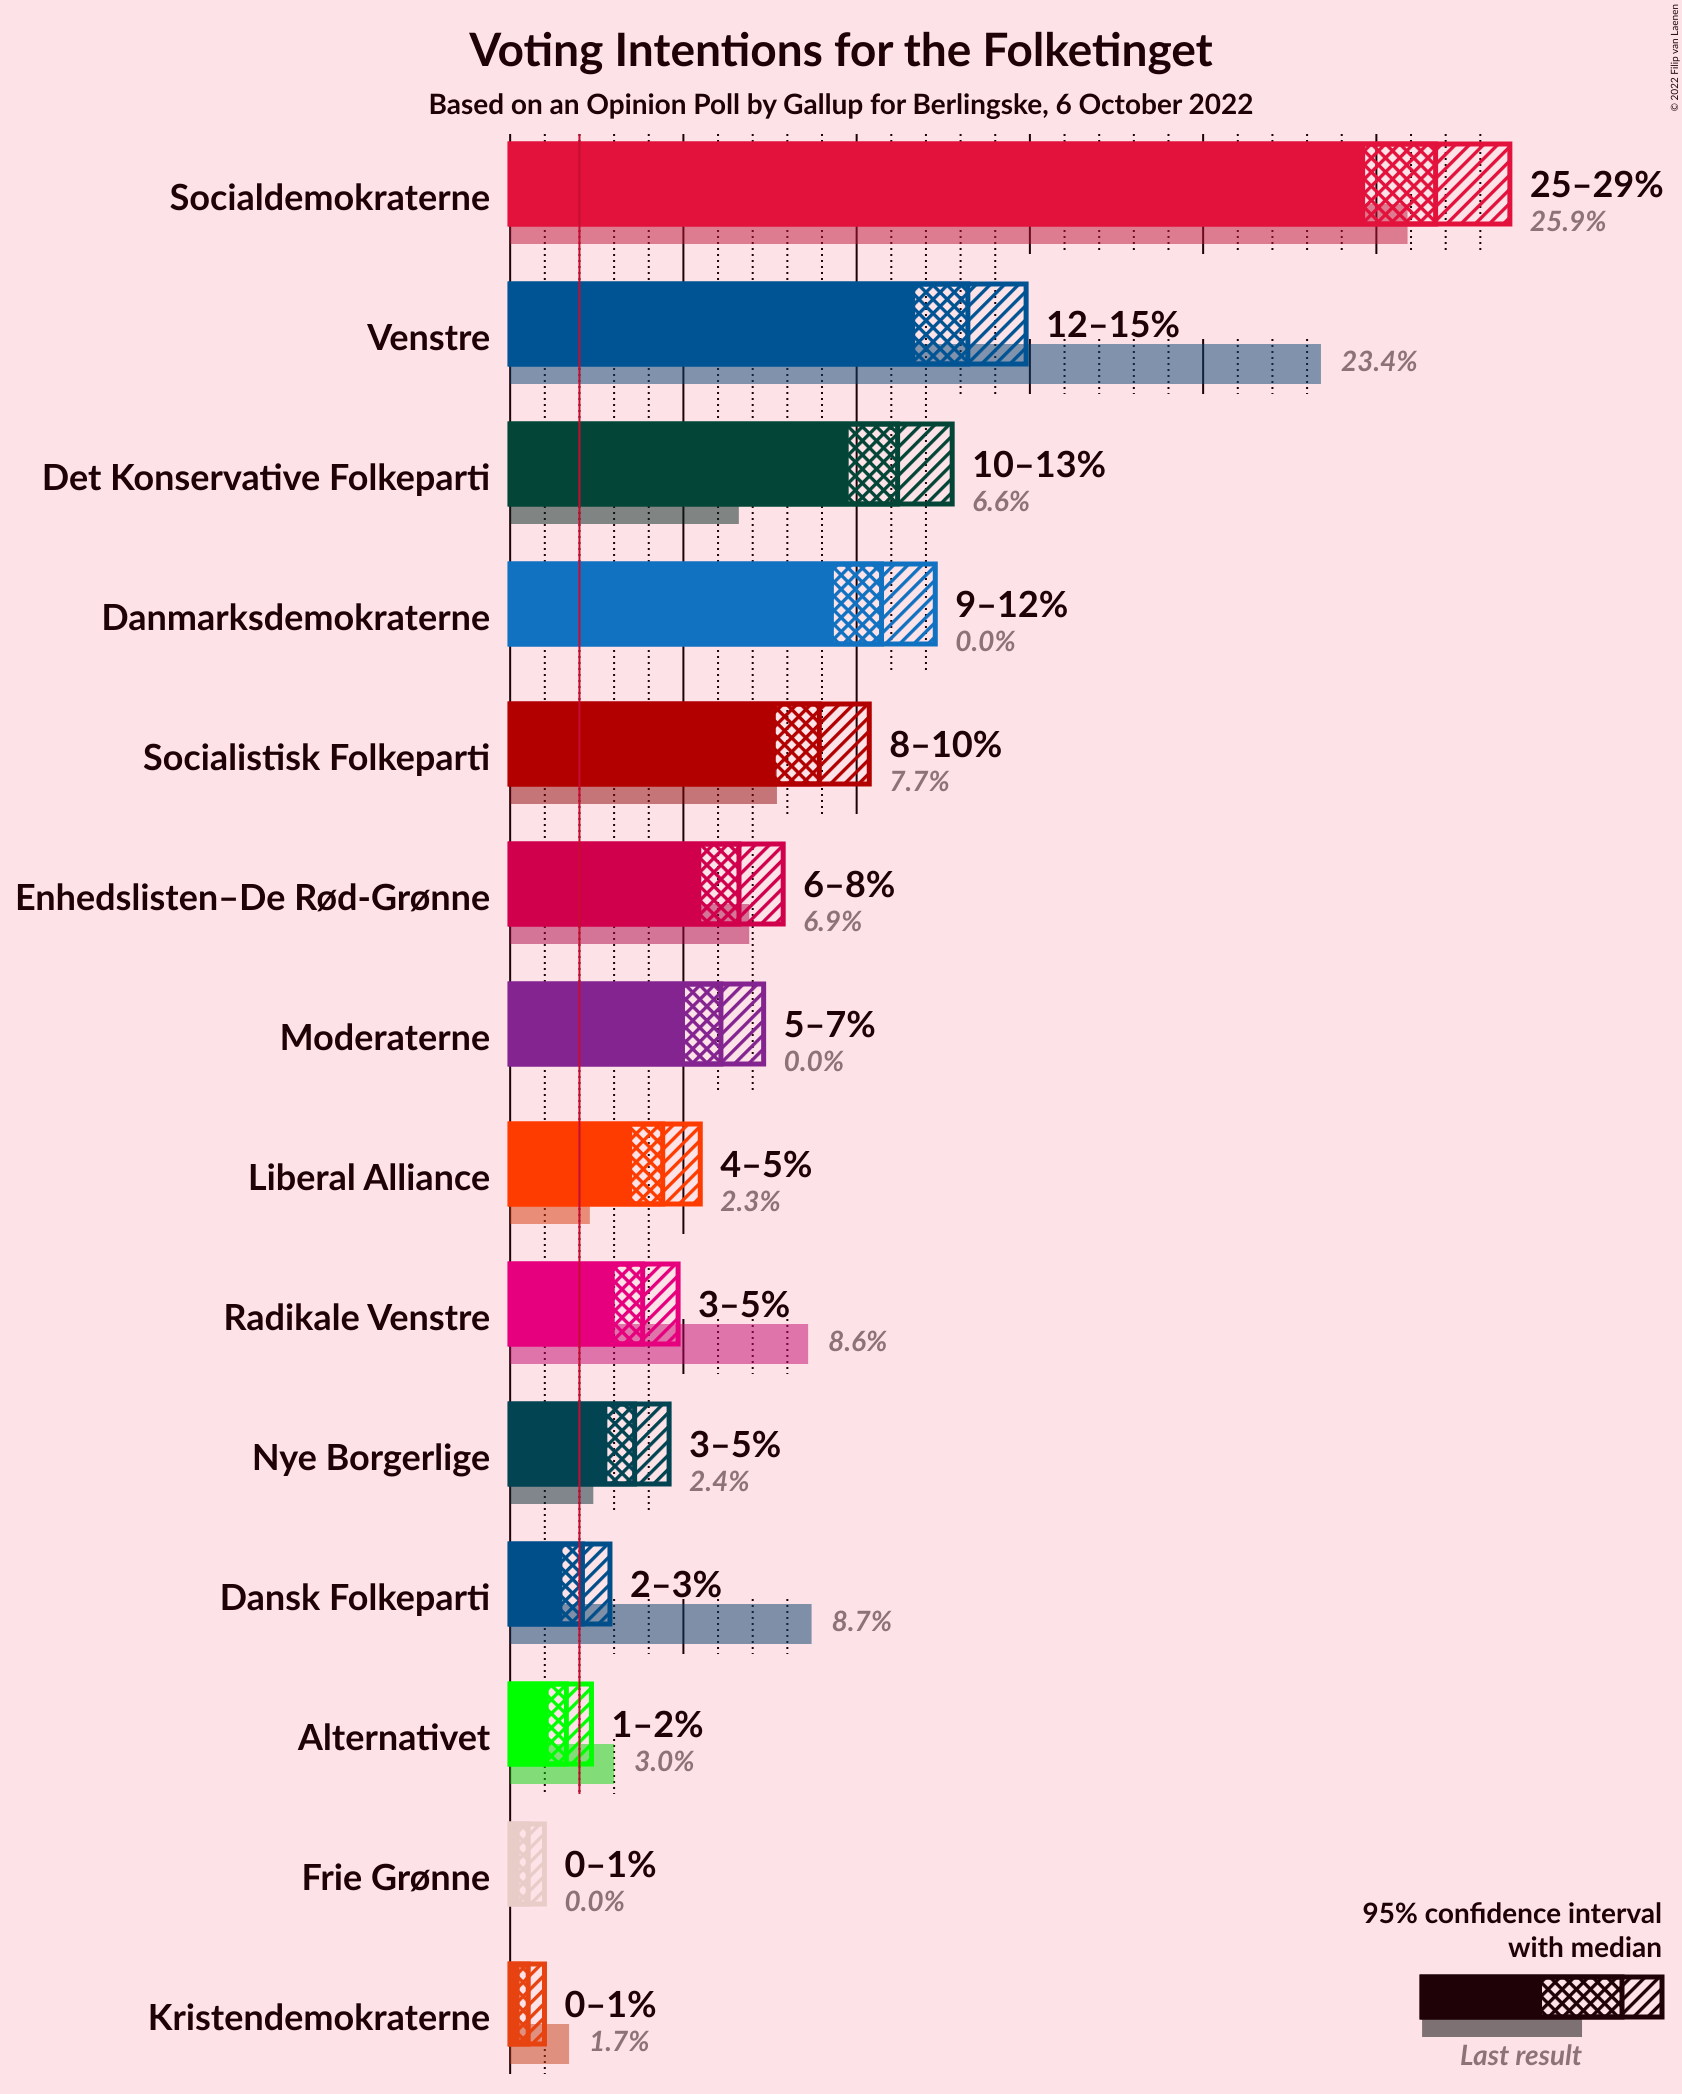 Voting Intentions for the Folketinget
Based on an Opinion Poll by Gallup for Berlingske, 6 October 2022
© 2022 Filip van Laenen
Socialdemokraterne
25–29%
25.9%
Venstre
12–15%
23.4%
Det Konservative Folkeparti
10–13%
6.6%
Danmarksdemokraterne
9–12%
0.0%
Socialistisk Folkeparti
8–10%
7.7%
Enhedslisten–De Rød-Grønne
6–8%
6.9%
Moderaterne
5–7%
0.0%
Liberal Alliance
4–5%
2.3%
Radikale Venstre
3–5%
8.6%
Nye Borgerlige
3–5%
2.4%
Dansk Folkeparti
2–3%
8.7%
Alternativet
1–2%
3.0%
Frie Grønne
0–1%
0.0%
Kristendemokraterne
0–1%
1.7%
95% confidence interval
with median
Last result